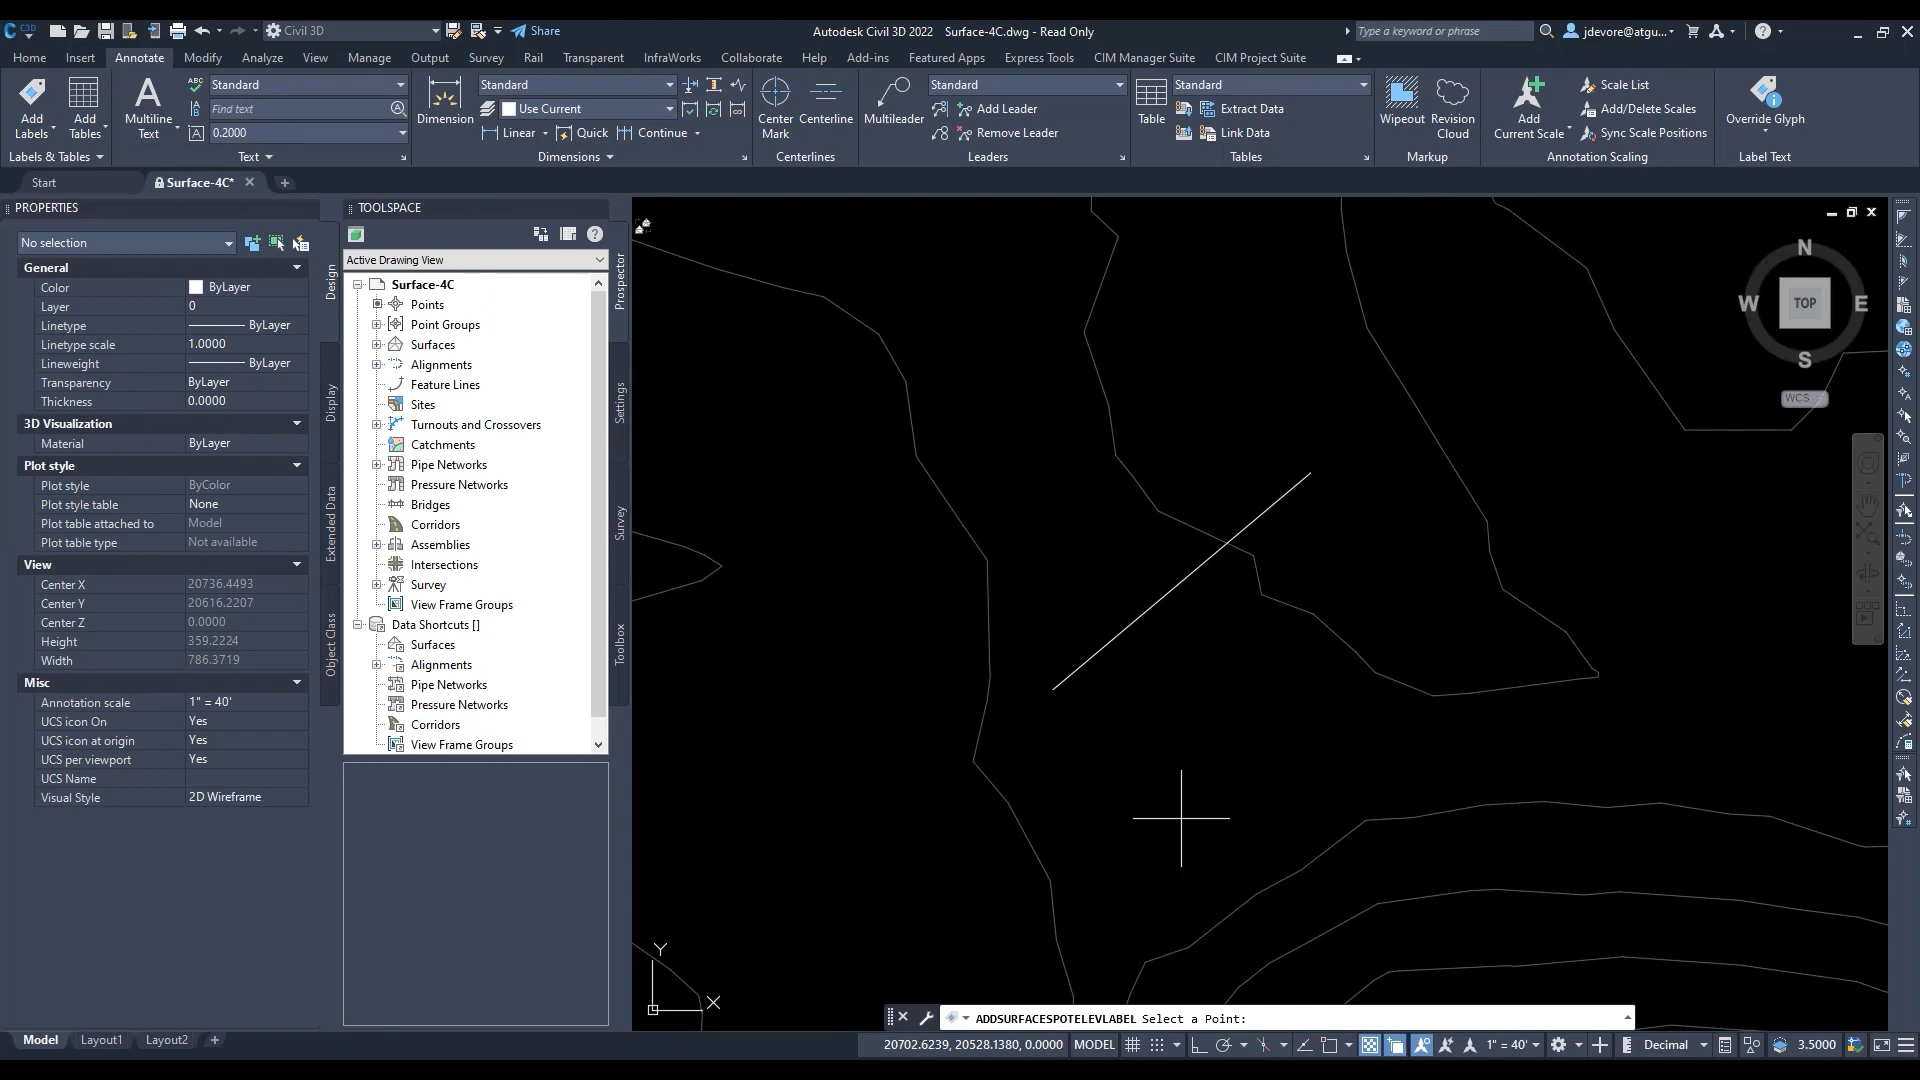 C3D Civil 3D Share Autodesk Civil 3D 2022 Surface-4C.dwg - Read Only Type a keyword or phrase jdevore@atgu...
Home Insert Annotate Modify Analyze View Manage Output Survey Rail Transparent InfraWorks Collaborate Help Add-ins Featured Apps Express Tools CIM Manager Suite CIM Project Suite
Add Labels
Add Tables
Labels & Tables
Multiline Text
ABC Standard
Find text
0.2000
Text
Dimension
Standard
Use Current
Linear Quick Continue
Dimensions
Center Mark
Centerline
Centerlines
Multileader
Standard
Add Leader
Remove Leader
Leaders
Table
Standard
Extract Data
Link Data
Tables
Wipeout
Revision Cloud
Markup
Add Current Scale
Scale List
Add/Delete Scales
Sync Scale Positions
Annotation Scaling
Override Glyph
Label Text
Start Surface-4C*
PROPERTIES
No selection
General
Color ByLayer
Layer 0
Linetype ByLayer
Linetype scale 1.0000
Lineweight ByLayer
Transparency ByLayer
Thickness 0.0000
3D Visualization
Material ByLayer
Plot style
Plot style ByColor
Plot style table None
Plot table attached to Model
Plot table type Not available
View
Center X 20736.4493
Center Y 20616.2207
Center Z 0.0000
Height 359.2224
Width 786.3719
Misc
Annotation scale 1" = 40'
UCS icon On Yes
UCS icon at origin Yes
UCS per viewport Yes
UCS Name
Visual Style 2D Wireframe
Design
Display
Extended Data
Object Class
TOOLSPACE
Active Drawing View
Surface-4C
Points
Point Groups
Surfaces
Alignments
Feature Lines
Sites
Turnouts and Crossovers
Catchments
Pipe Networks
Pressure Networks
Bridges
Corridors
Assemblies
Intersections
Survey
View Frame Groups
Data Shortcuts []
Surfaces
Alignments
Pipe Networks
Pressure Networks
Corridors
View Frame Groups
Prospector
Settings
Survey
Toolbox
N
W TOP E
S
WCS
Y
X
ADDSURFACESPOTELEVLABEL Select a Point:
Model Layout1 Layout2
20702.6239, 20528.1380, 0.0000 MODEL 1" = 40' Decimal 3.5000